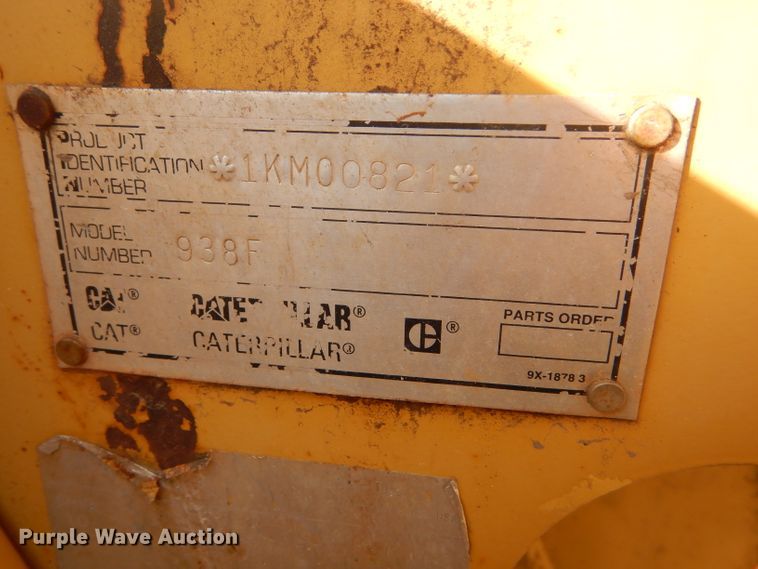 PRODUCT
IDENTIFICATION
NUMBER
*1KM00821*
MODEL
NUMBER
938F
CAT® CATERPILLAR®
CAT® CATERPILLAR®
C®
PARTS ORDER
9X-1878 3
Purple Wave Auction